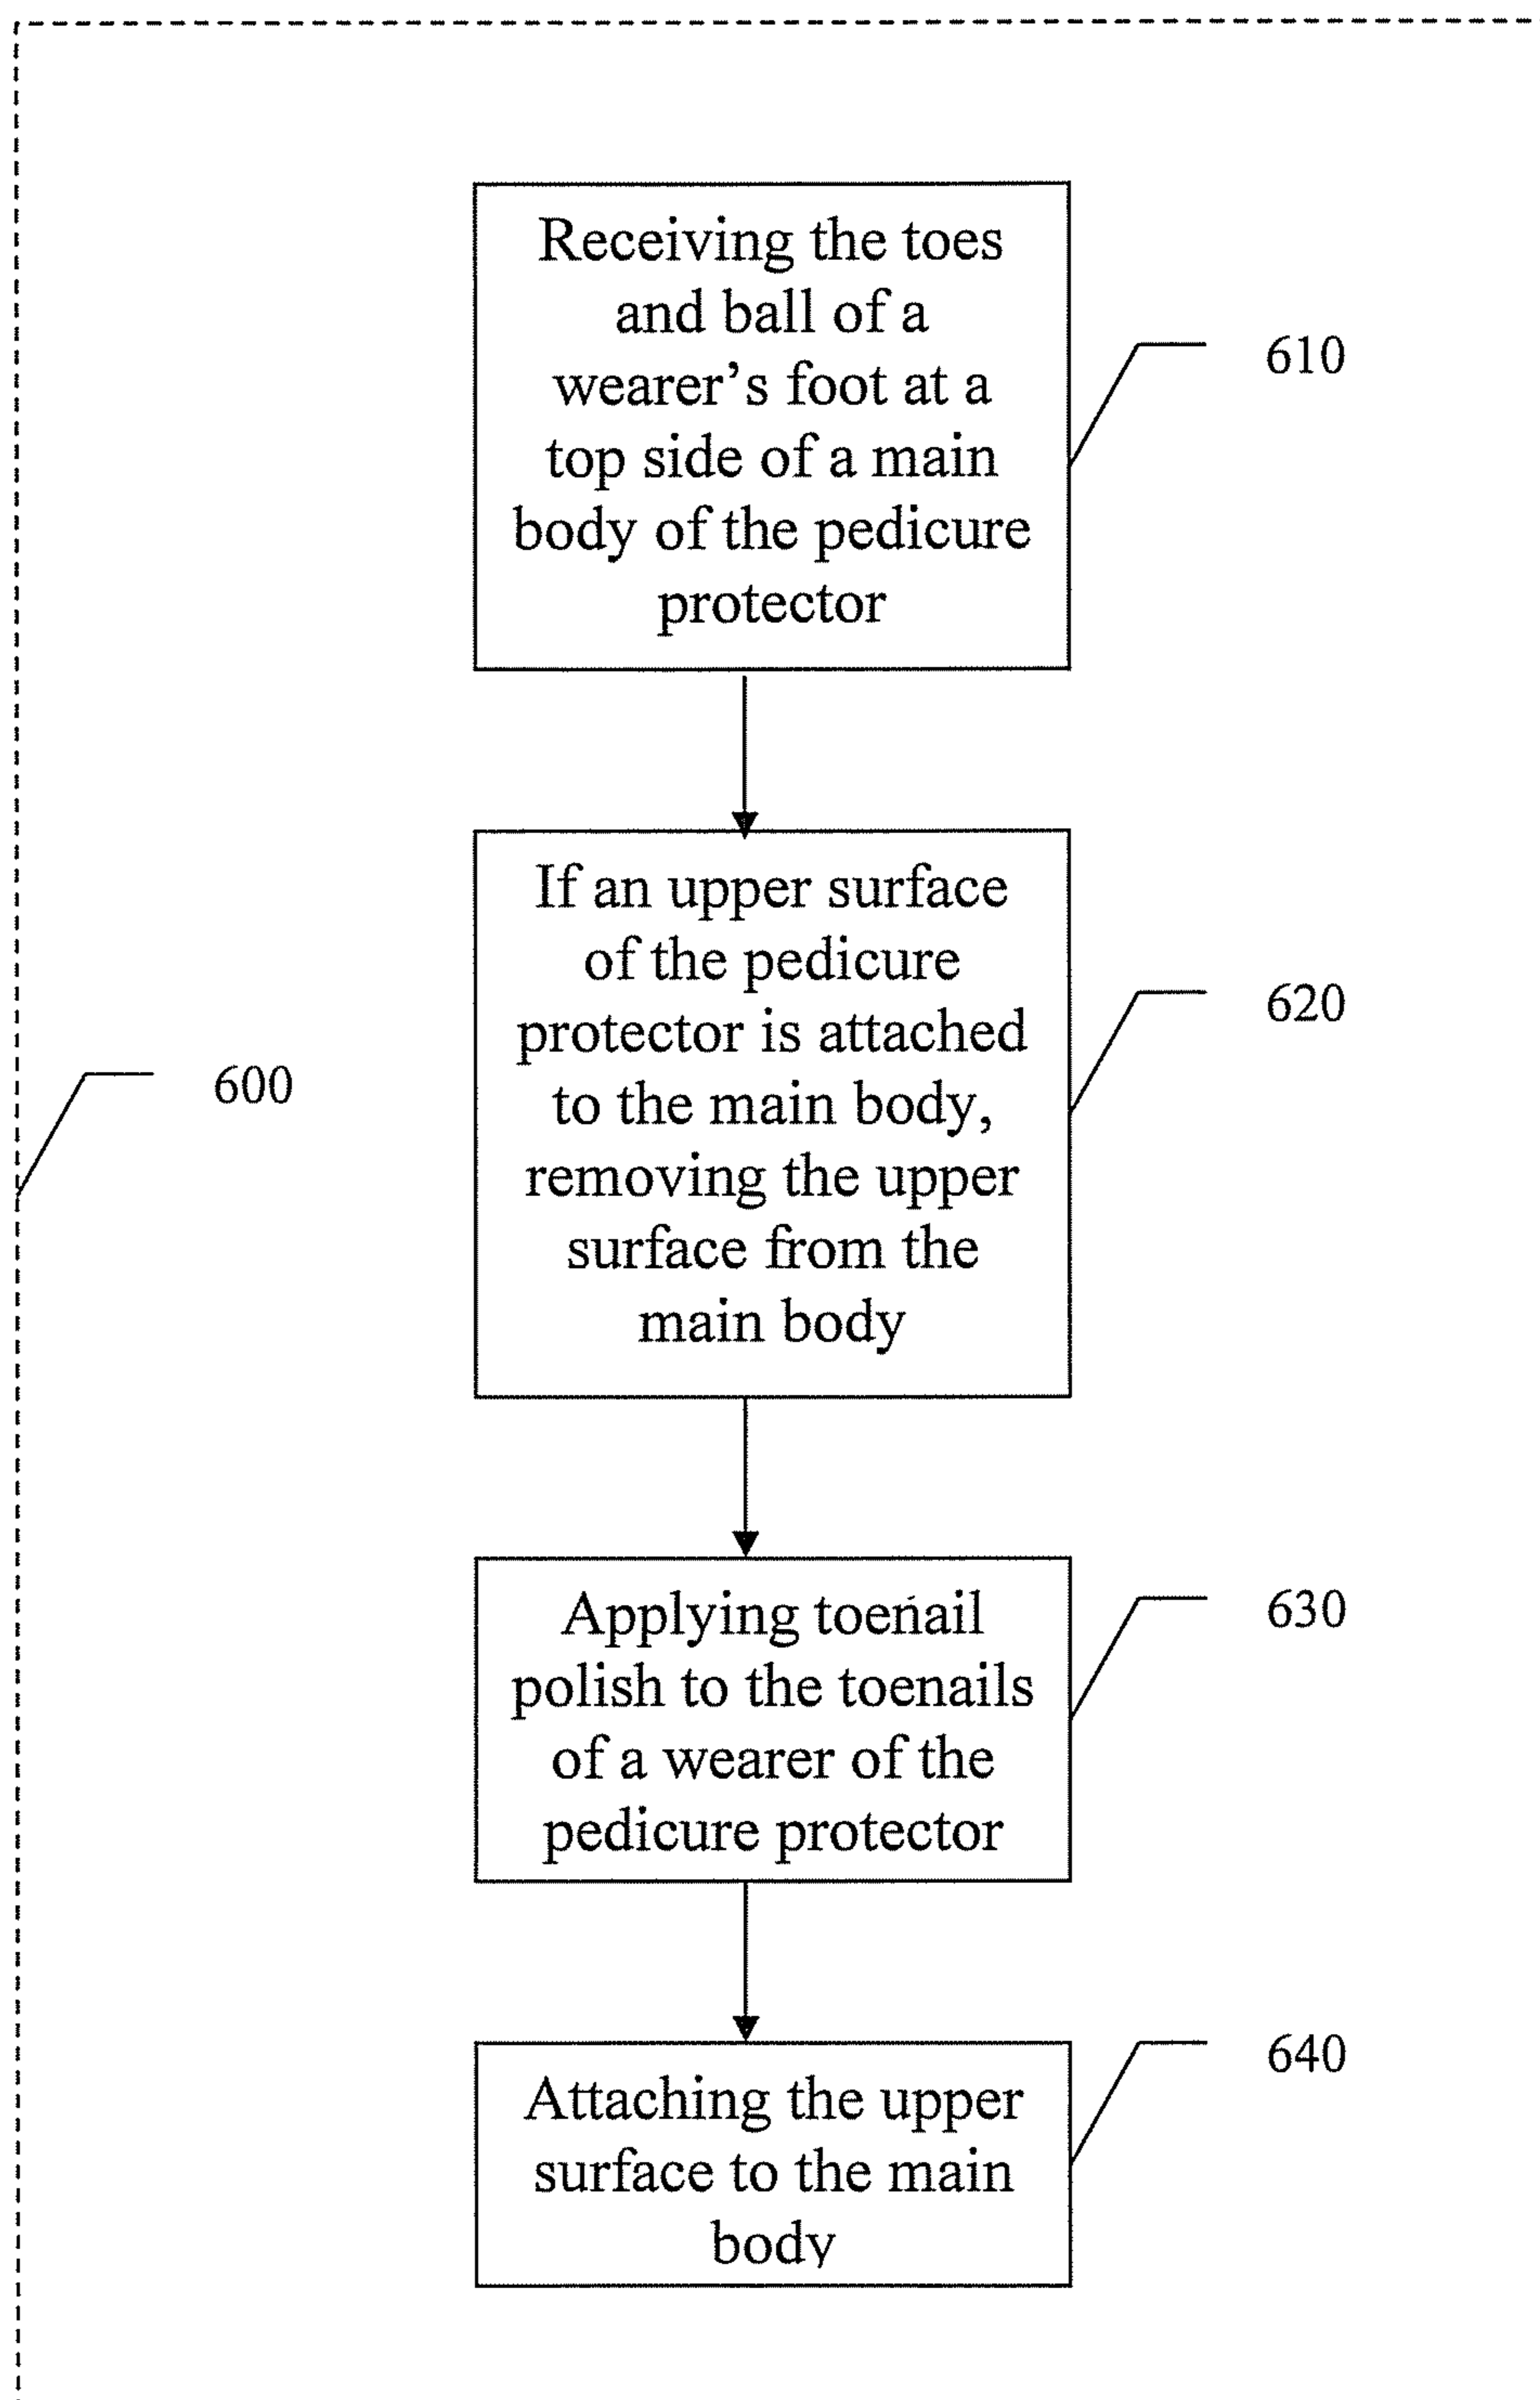 Receiving the toes
and ball of a
wearer’s foot at a
top side of a main
body of the pedicure
protector
610
If an upper surface
of the pedicure
protector is attached
to the main body,
removing the upper
surface from the
main body
620
600
Applying toenail
polish to the toenails
of a wearer of the
pedicure protector
630
Attaching the upper
surface to the main
body
640